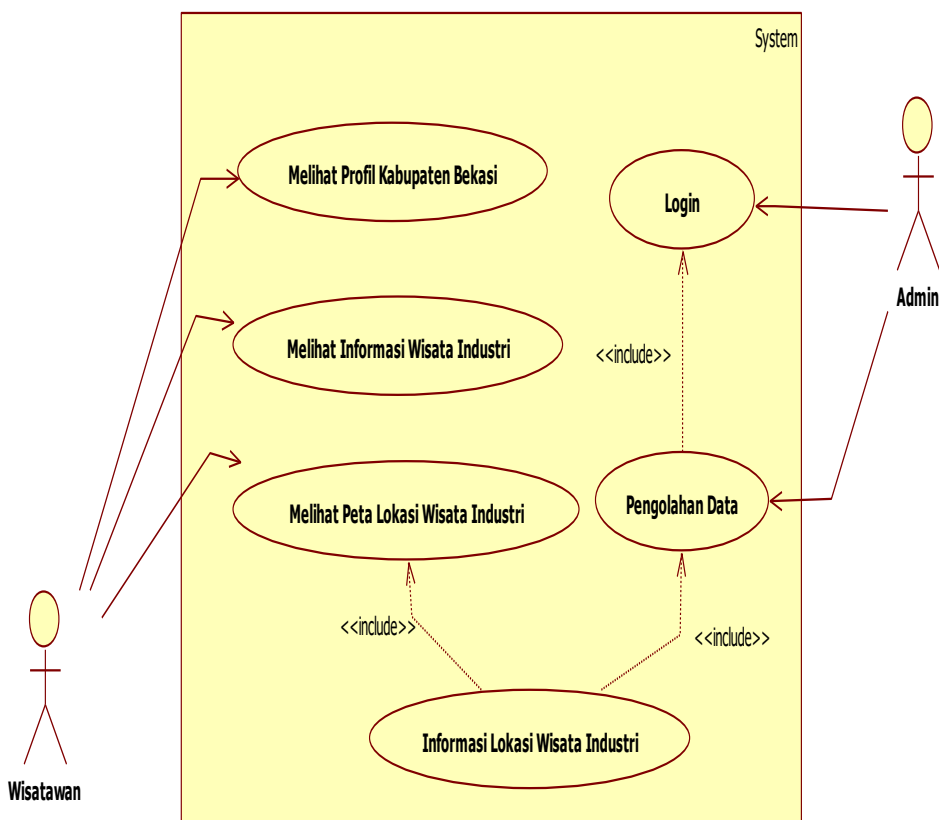 System
Melihat Profil Kabupaten Bekasi
Login
Admin
Melihat Informasi Wisata Industri
<<include>>
Melihat Peta Lokasi Wisata Industri
Pengolahan Data
<<include>>
<<include>>
Informasi Lokasi Wisata Industri
Wisatawan